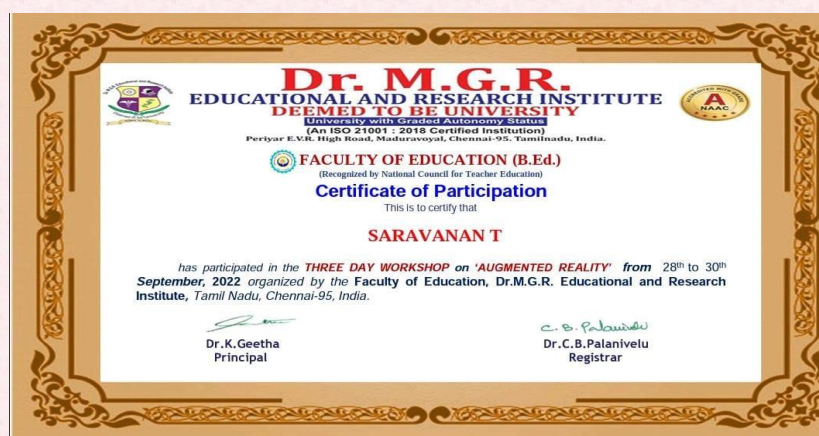 Dr. M.G.R.
EDUCATIONAL AND RESEARCH INSTITUTE
DEEMED TO BE UNIVERSITY
University with Graded Autonomy Status
(An ISO 21001 : 2018 Certified Institution)
Periyar E.V.R. High Road, Maduravoyal, Chennai-95. Tamilnadu, India.
ACCREDITED WITH GRADE
A
NAAC
FACULTY OF EDUCATION (B.Ed.)
(Recognized by National Council for Teacher Education)
Certificate of Participation
This is to certify that
SARAVANAN T
has participated in the THREE DAY WORKSHOP on ‘AUGMENTED REALITY’ from 28th to 30th
September, 2022 organized by the Faculty of Education, Dr.M.G.R. Educational and Research
Institute, Tamil Nadu, Chennai-95, India.
C. B. Palanivelu
Dr.K.Geetha
Principal
Dr.C.B.Palanivelu
Registrar